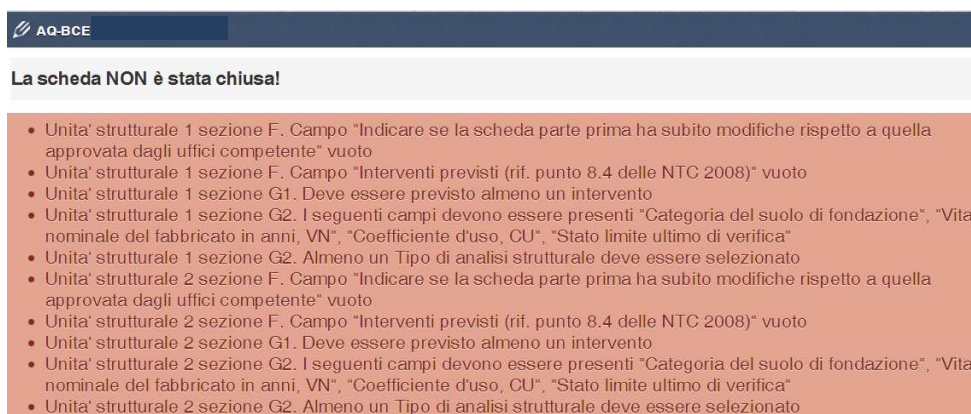 AQ-BCE
La scheda NON è stata chiusa!
Unita' strutturale 1 sezione F. Campo "Indicare se la scheda parte prima ha subito modifiche rispetto a quella
approvata dagli uffici competente" vuoto
Unita' strutturale 1 sezione F. Campo "Interventi previsti (rif. punto 8.4 delle NTC 2008)" vuoto
Unita' strutturale 1 sezione G1. Deve essere previsto almeno un intervento
Unita' strutturale 1 sezione G2. I seguenti campi devono essere presenti "Categoria del suolo di fondazione", "Vita
nominale del fabbricato in anni, VN", "Coefficiente d'uso, CU", "Stato limite ultimo di verifica"
Unita' strutturale 1 sezione G2. Almeno un Tipo di analisi strutturale deve essere selezionato
Unita' strutturale 2 sezione F. Campo "Indicare se la scheda parte prima ha subito modifiche rispetto a quella
approvata dagli uffici competente" vuoto
Unita' strutturale 2 sezione F. Campo "Interventi previsti (rif. punto 8.4 delle NTC 2008)" vuoto
Unita' strutturale 2 sezione G1. Deve essere previsto almeno un intervento
Unita' strutturale 2 sezione G2. I seguenti campi devono essere presenti "Categoria del suolo di fondazione", "Vita
nominale del fabbricato in anni, VN", "Coefficiente d'uso, CU", "Stato limite ultimo di verifica"
Unita' strutturale 2 sezione G2. Almeno un Tipo di analisi strutturale deve essere selezionato